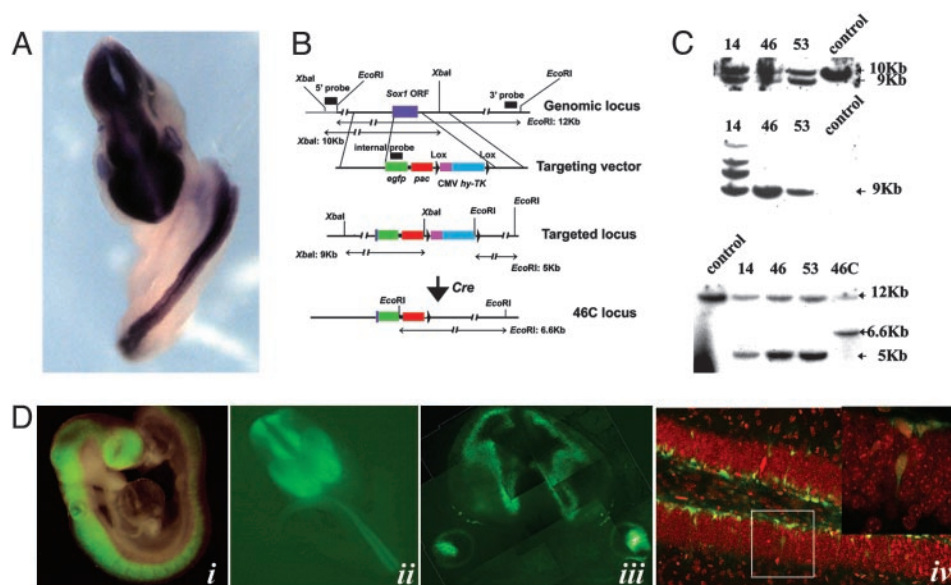 A
B
XbaI
5' probe
EcoRI
Sox1 ORF
XbaI
3' probe
EcoRI
Genomic locus
EcoRI: 12Kb
XbaI: 10Kb
internal probe
Lox
Lox
Targeting vector
egfp
pac
CMV hy-TK
XbaI
XbaI
EcoRI
EcoRI
Targeted locus
XbaI: 9Kb
EcoRI: 5Kb
Cre
EcoRI
EcoRI
46C locus
EcoRI: 6.6Kb
C
14 46 53 control
10Kb
9Kb
14 46 53 control
9Kb
control 14 46 53 46C
12Kb
6.6Kb
5Kb
D
i
ii
iii
iv